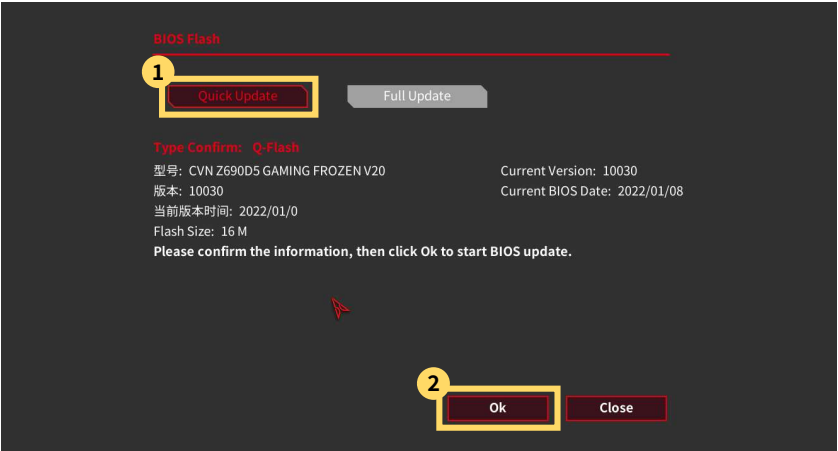 BIOS Flash
1
Quick Update
Full Update
Type Confirm: Q-Flash
型号: CVN Z690D5 GAMING FROZEN V20
Current Version: 10030
版本: 10030
Current BIOS Date: 2022/01/08
当前版本时间: 2022/01/0
Flash Size: 16 M
Please confirm the information, then click Ok to start BIOS update.
2
Ok
Close